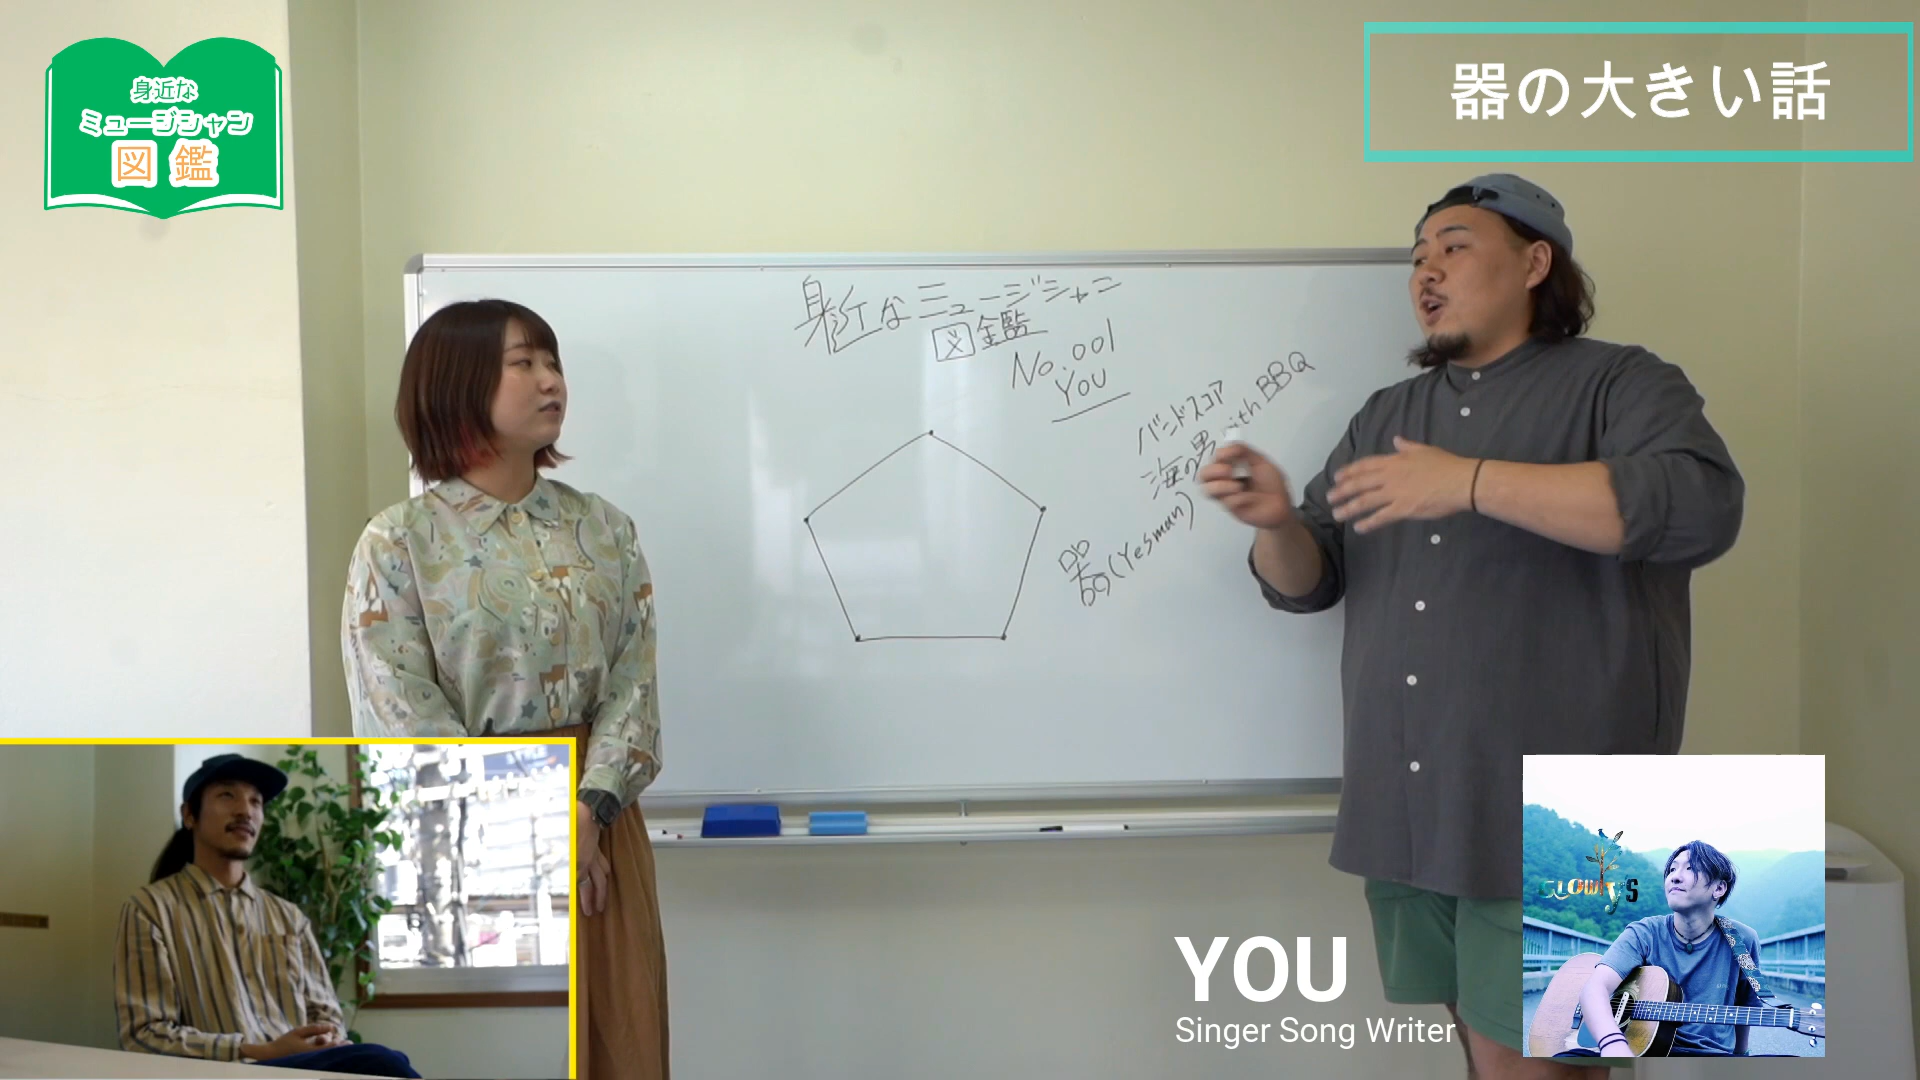 身近な
ミュージシャン
図鑑
器の大きい話
身近なミュージシャン
図鑑
No.001
YOU
バンドスコア
海の男 with BBQ
器(Yesman)
GLOWLY'S
YOU
Singer Song Writer